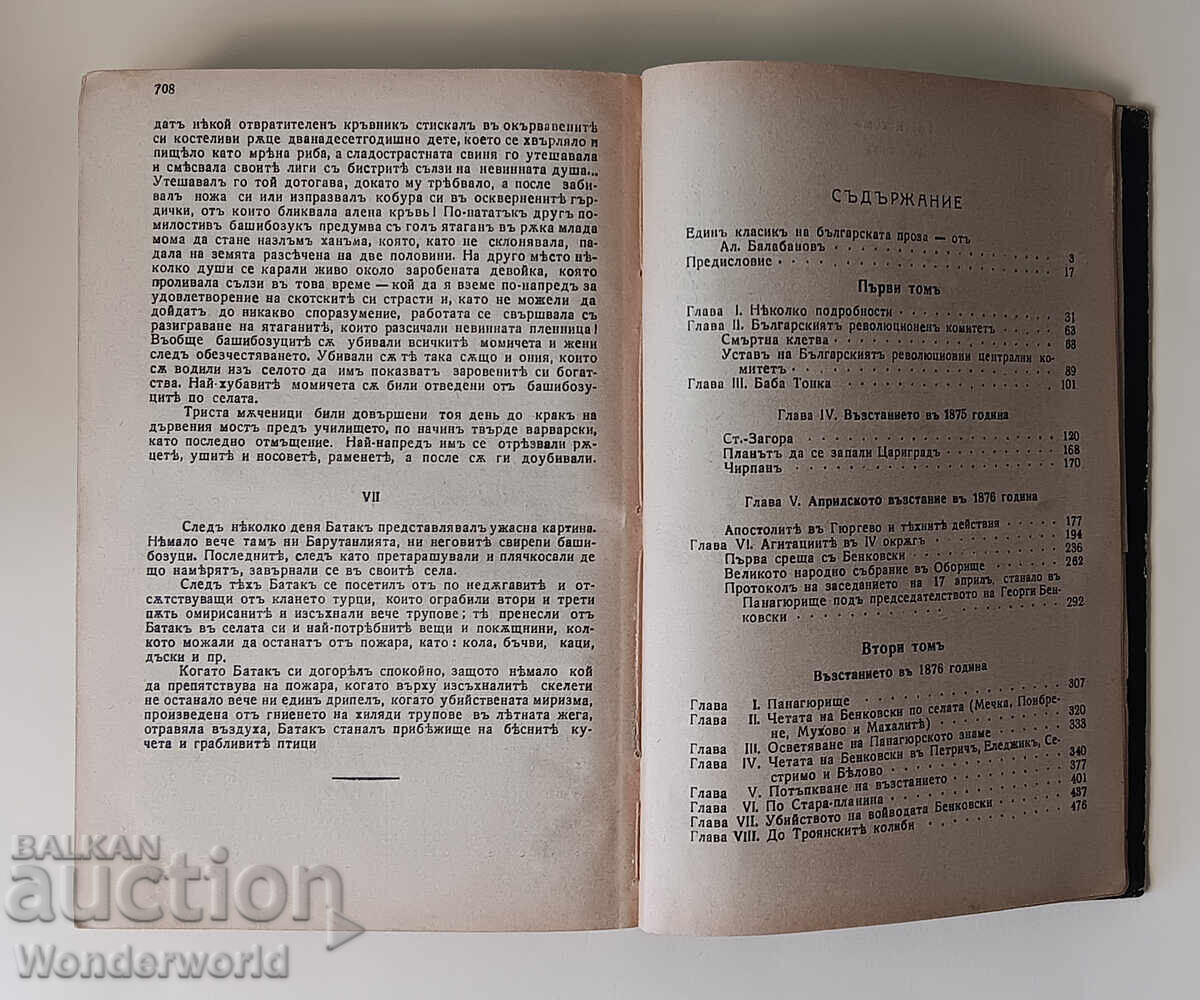 708
датъ нѣкой отвратителенъ кръвникъ стискалъ въ окървавенитѣ
си костеливи рѫце дванадесетгодишно дете, което се хвърляло и
пищѣло като мрѣна риба, а сладострастната свиня го утешавала
и смѣсвала своитѣ лиги съ бистритѣ сълзи на невинната душа...
Утешавалъ го той дотогава, докато му трѣбвало, а после заби-
валъ ножа си или изпразвалъ кобура си въ оскверненитѣ гър-
дички, отъ които бликвала алена кръвь! По-нататъкъ другъ по-
милостивъ башибозукъ предумва съ голъ ятаганъ въ рѫка млада
мома да стане назлъмъ ханъма, която, като не склонявала, па-
дала на земята разсѣчена на две половини. На друго мѣсто нѣ-
колко души се карали живо около заробената девойка, която
проливала сълзи въ това време — кой да я вземе по-напредъ за
удовлетворение на скотскитѣ си страсти и, като не можели да
дойдатъ до никакво споразумение, работата се свършвала съ
разиграване на ятаганитѣ, които разсичали невинната пленница!
Въобще башибозуцитѣ сѫ убивали всичкитѣ момичета и жени
следъ обезчестяването. Убивали сѫ тѣ така сѫщо и ония, които
сѫ водили изъ селото да имъ показватъ заровенитѣ си богат-
ства. Най-хубавитѣ момичета сѫ били отведени отъ башибозу-
цитѣ по селата.
Триста мѫченици били довършени тоя день до кракъ на
дървения мостъ предъ училището, по начинъ твърде варварски,
като последно отмъщение. Най-напредъ имъ се отрѣзвали рѫ-
цетѣ, ушитѣ и носоветѣ, раменетѣ, а после сѫ ги доубивали.
VII
Следъ нѣколко деня Батакъ представлявалъ ужасна картина.
Нѣмало вече тамъ ни Барутанлията, ни неговитѣ свирепи баши-
бозуци. Последнитѣ, следъ като претарашували и плячкосали де
що намѣрятъ, завърнали се въ своитѣ села.
Следъ тѣхъ Батакъ се посетилъ отъ по недѫгавитѣ и от-
сѫтствуващи отъ клането турци, които ограбили втори и трети
пѫть омирисанитѣ и изсъхнали вече трупове; тѣ пренесли отъ
Батакъ въ селата си и най-потрѣбнитѣ вещи и покѫщнини, кол-
кото можали да останатъ отъ пожара, като: кола, бъчви, каци,
дъски и пр.
Когато Батакъ си догорѣлъ спокойно, защото нѣмало кой
да препятствува на пожара, когато върху изсъхналитѣ скелети
не останало вече ни единъ дрипелъ, когато убийствената миризма,
произведена отъ гниението на хиляди трупове въ лѣтната жега,
отравяла въздуха, Батакъ станалъ прибѣжище на бѣснитѣ ку-
чета и грабливитѣ птици
СЪДЪРЖАНИЕ
Единъ класикъ на българската проза — отъ
Ал. Балабановъ 3
Предисловие 17
Първи томъ
Глава I. Нѣколко подробности 31
Глава II. Българскиятъ революционенъ комитетъ 63
Смъртна клетва 68
Уставъ на Българскиятъ революционни централни ко-
митетъ 89
Глава III. Баба Тонка 101
Глава IV. Възстанието въ 1875 година
Ст.-Загора 120
Планътъ да се запали Цариградъ 168
Чирпанъ 170
Глава V. Априлското възстание въ 1876 година
Апостолитѣ въ Гюргево и тѣхнитѣ действия 177
Глава VI. Агитациитѣ въ IV окрѫгъ 194
Първа среща съ Бенковски 236
Великото народно събрание въ Оборище 262
Протоколъ на заседанието на 17 априлъ, станало въ
Панагюрище подъ председателството на Георги Бен-
ковски 292
Втори томъ
Възстанието въ 1876 година
Глава I. Панагюрище 307
Глава II. Четата на Бенковски по селата (Мечка, Поибре-
не, Мухово и Махалитѣ) 320
Глава III. Осветяване на Панагюрското знаме 338
Глава IV. Четата на Бенковски въ Петричъ, Еледжикъ, Се-
стримо и Бѣлово 340
Глава V. Потъпкване на възстанието 377
Глава VI. По Стара-планина 401
Глава VII. Убийството на войводата Бенковски 437
Глава VIII. До Троянскитѣ колиби 476
BALKAN
auction
Wonderworld